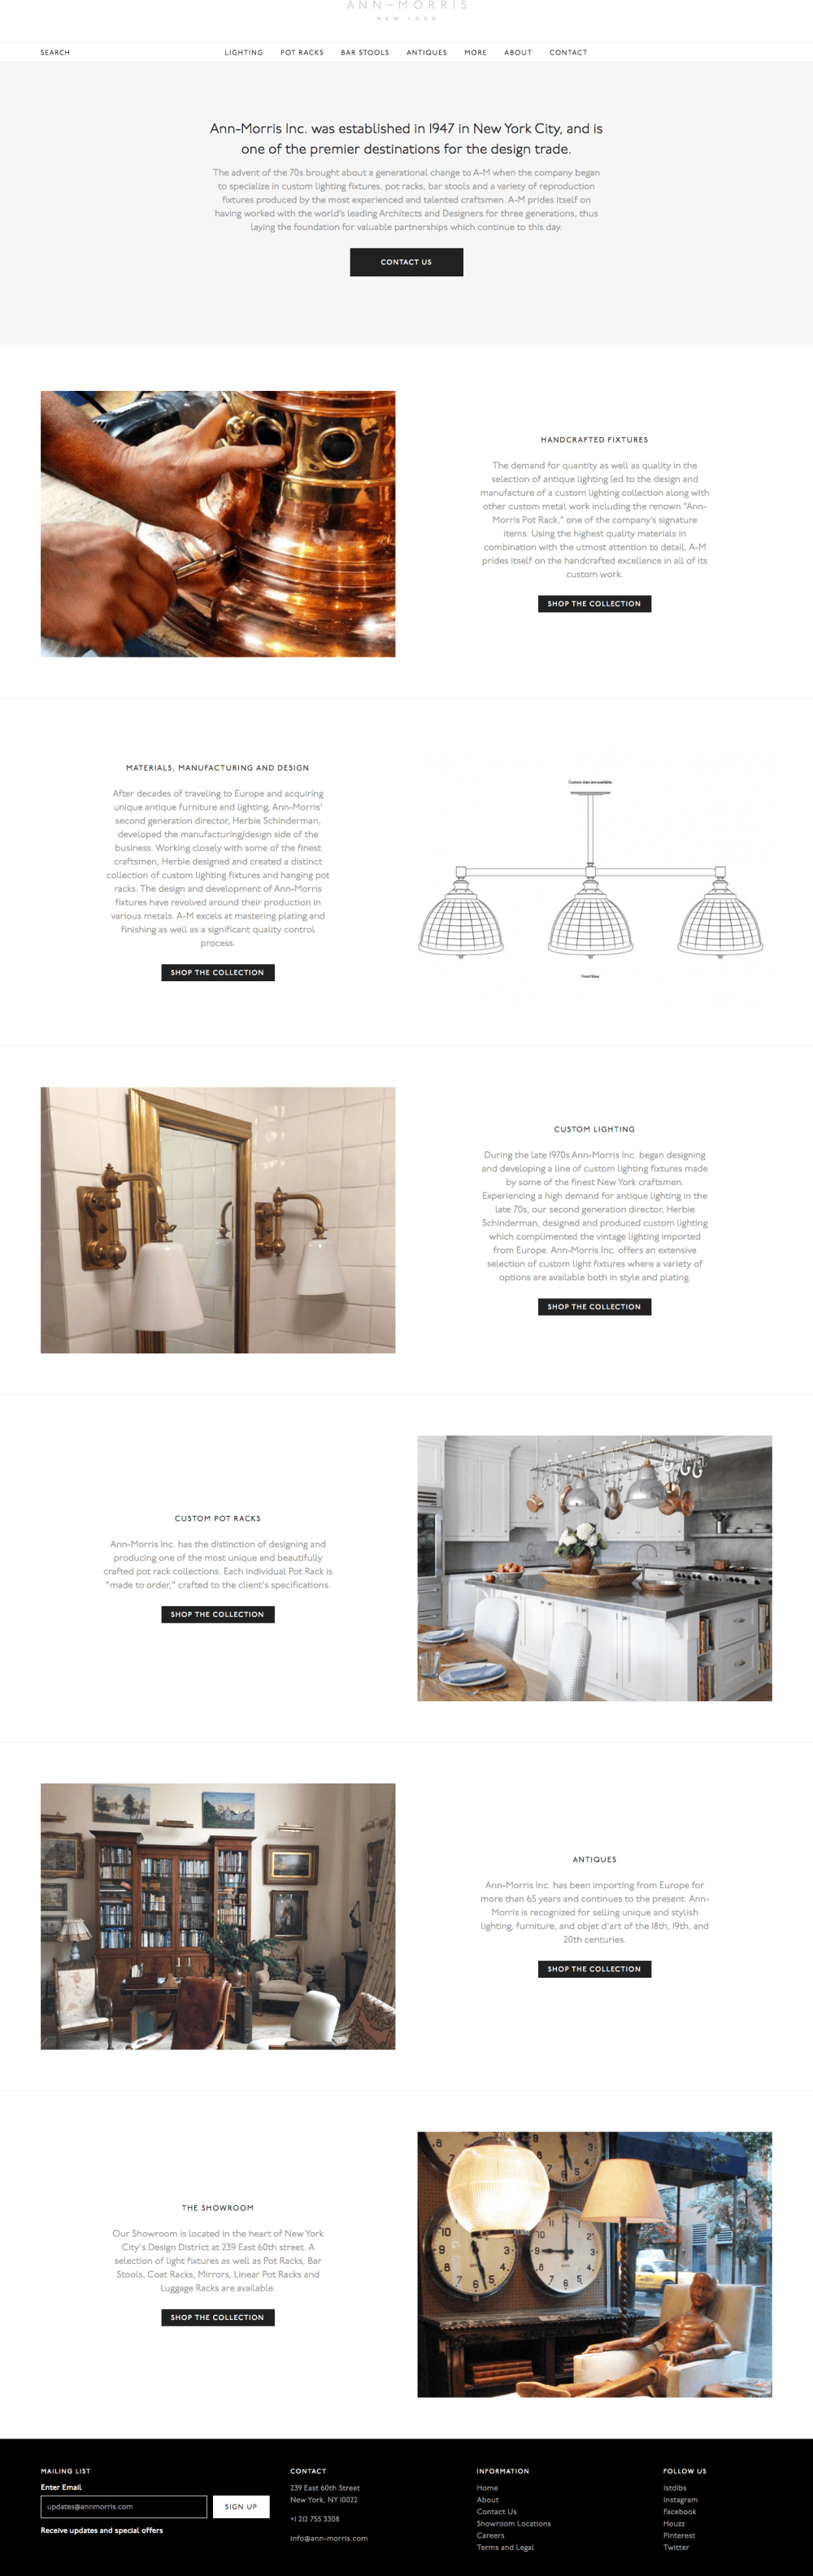 ANN–MORRIS
NEW YORK
SEARCH
LIGHTING POT RACKS BAR STOOLS ANTIQUES MORE ABOUT CONTACT
Ann-Morris Inc. was established in 1947 in New York City, and is
one of the premier destinations for the design trade.
The advent of the 70s brought about a generational change to A-M when the company began
to specialize in custom lighting fixtures, pot racks, bar stools and a variety of reproduction
fixtures produced by the most experienced and talented craftsmen. A-M prides itself on
having worked with the world's leading Architects and Designers for three generations, thus
laying the foundation for valuable partnerships which continue to this day.
CONTACT US
HANDCRAFTED FIXTURES
The demand for quantity as well as quality in the
selection of antique lighting led to the design and
manufacture of a custom lighting collection along with
other custom metal work including the renown "Ann-
Morris Pot Rack," one of the company's signature
items. Using the highest quality materials in
combination with the utmost attention to detail, A-M
prides itself on the handcrafted excellence in all of its
custom work.
SHOP THE COLLECTION
MATERIALS, MANUFACTURING AND DESIGN
After decades of traveling to Europe and acquiring
unique antique furniture and lighting, Ann-Morris'
second generation director, Herbie Schinderman,
developed the manufacturing/design side of the
business. Working closely with some of the finest
craftsmen, Herbie designed and created a distinct
collection of custom lighting fixtures and hanging pot
racks. The design and development of Ann-Morris
fixtures have revolved around their production in
various metals. A-M excels at mastering plating and
finishing as well as a significant quality control
process.
SHOP THE COLLECTION
Custom sizes are available.
Front View
CUSTOM LIGHTING
During the late 1970s Ann-Morris Inc. began designing
and developing a line of custom lighting fixtures made
by some of the finest New York craftsmen.
Experiencing a high demand for antique lighting in the
late 70s, our second generation director, Herbie
Schinderman, designed and produced custom lighting
which complimented the vintage lighting imported
from Europe. Ann-Morris Inc. offers an extensive
selection of custom light fixtures where a variety of
options are available both in style and plating.
SHOP THE COLLECTION
CUSTOM POT RACKS
Ann-Morris Inc. has the distinction of designing and
producing one of the most unique and beautifully
crafted pot rack collections. Each individual Pot Rack is
"made to order," crafted to the client's specifications.
SHOP THE COLLECTION
ANTIQUES
Ann-Morris Inc. has been importing from Europe for
more than 65 years and continues to the present. Ann-
Morris is recognized for selling unique and stylish
lighting, furniture, and objet d'art of the 18th, 19th, and
20th centuries.
SHOP THE COLLECTION
THE SHOWROOM
Our Showroom is located in the heart of New York
City's Design District at 239 East 60th street. A
selection of light fixtures as well as Pot Racks, Bar
Stools, Coat Racks, Mirrors, Linear Pot Racks and
Luggage Racks are available.
SHOP THE COLLECTION
MAILING LIST
Enter Email
updates@annmorris.com SIGN UP
Receive updates and special offers
CONTACT
239 East 60th Street
New York, NY 10022
+1 212 755 3308
info@ann-morris.com
INFORMATION
Home
About
Contact Us
Showroom Locations
Careers
Terms and Legal
FOLLOW US
1stdibs
Instagram
Facebook
Houzz
Pinterest
Twitter